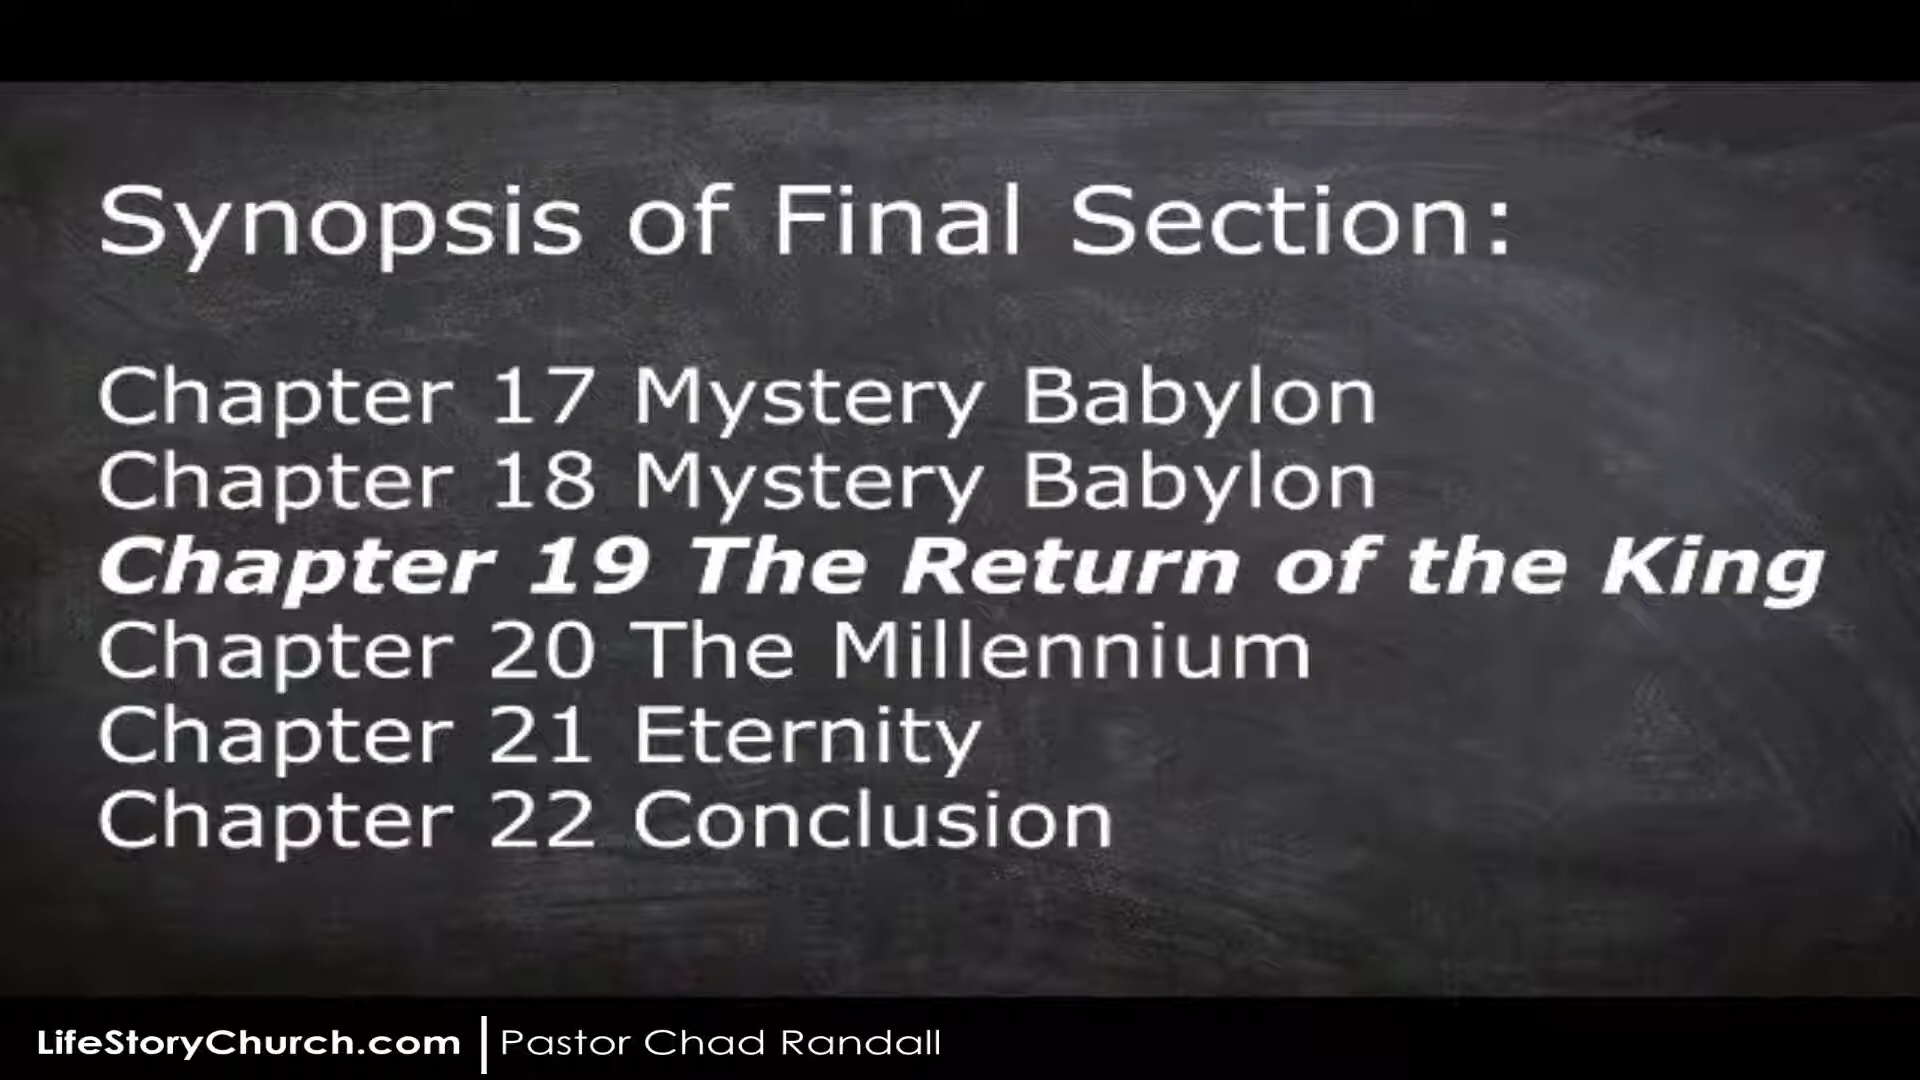 Synopsis of Final Section:
Chapter 17 Mystery Babylon
Chapter 18 Mystery Babylon
Chapter 19 The Return of the King
Chapter 20 The Millennium
Chapter 21 Eternity
Chapter 22 Conclusion
LifeStoryChurch.com | Pastor Chad Randall